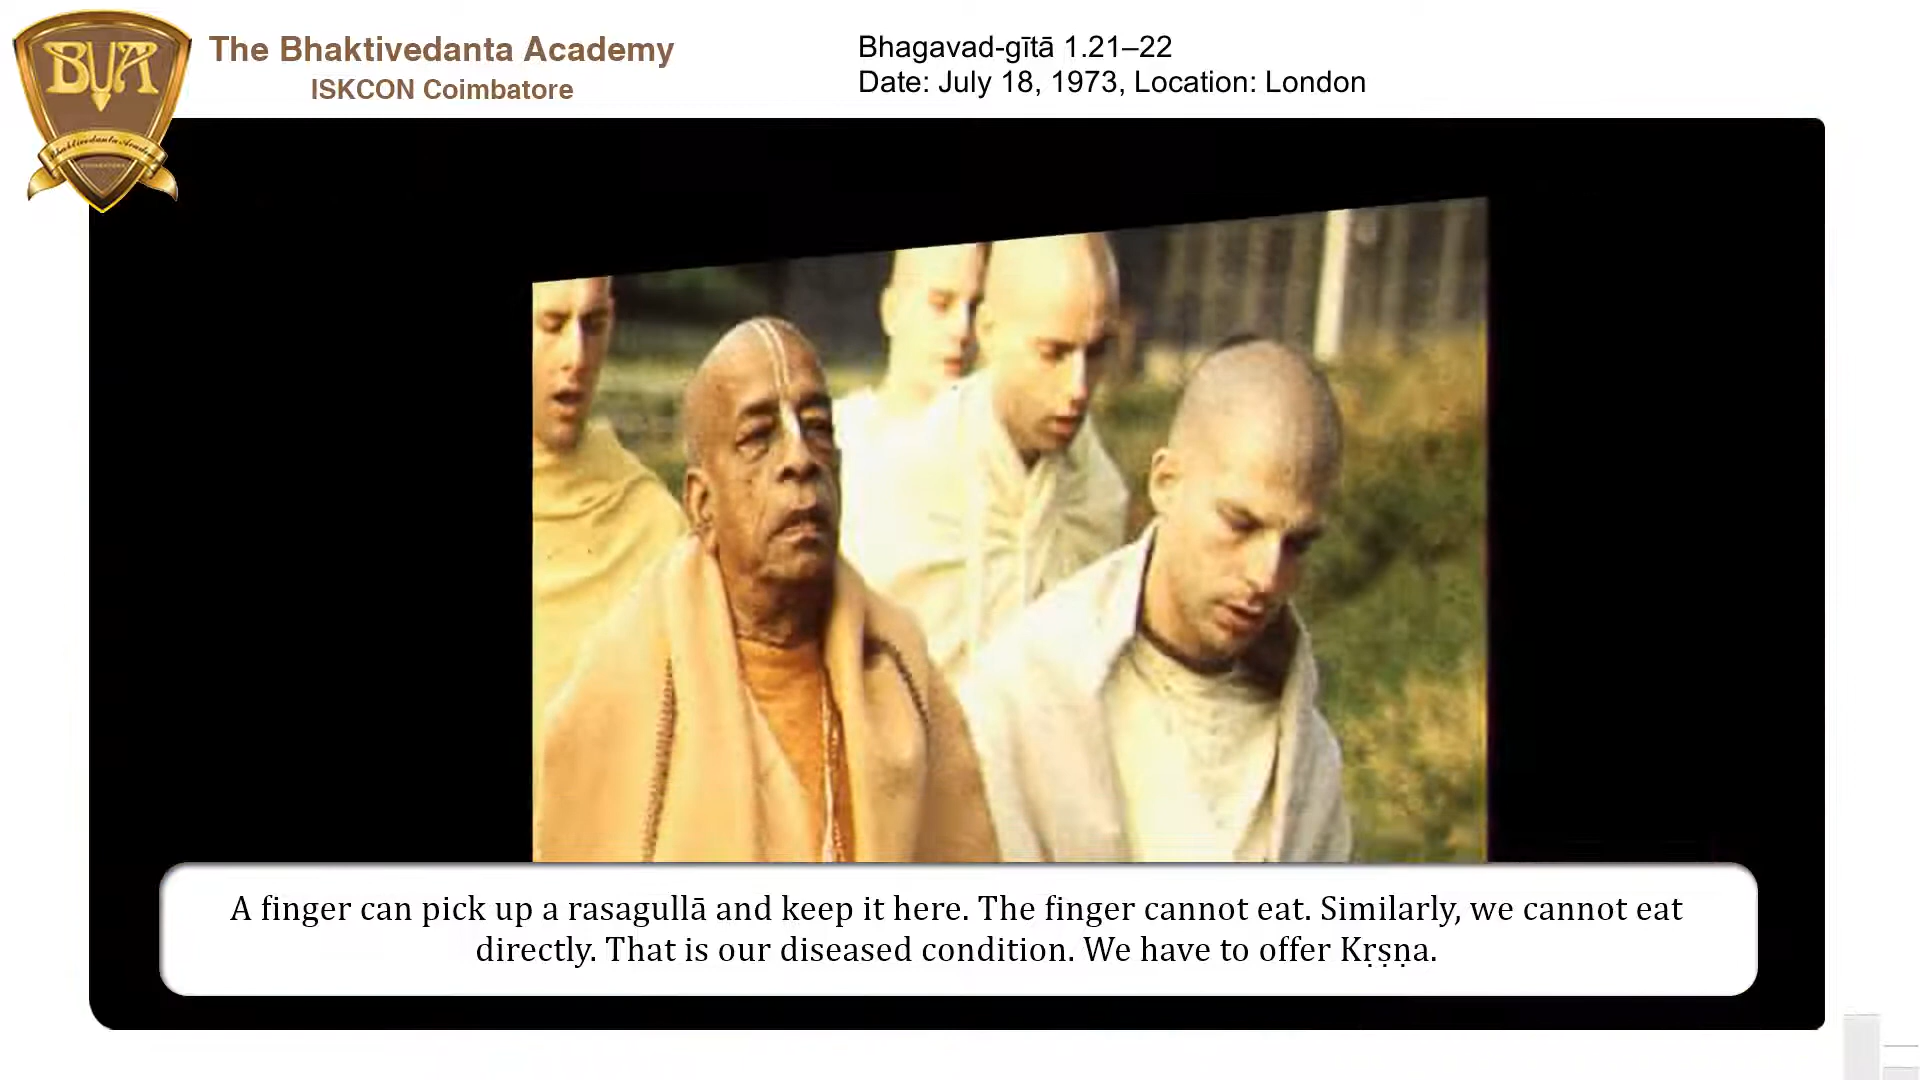 BVA
The Bhaktivedanta Academy
ISKCON Coimbatore
Bhagavad-gītā 1.21–22
Date: July 18, 1973, Location: London
A finger can pick up a rasagullā and keep it here. The finger cannot eat. Similarly, we cannot eat
directly. That is our diseased condition. We have to offer Kṛṣṇa.